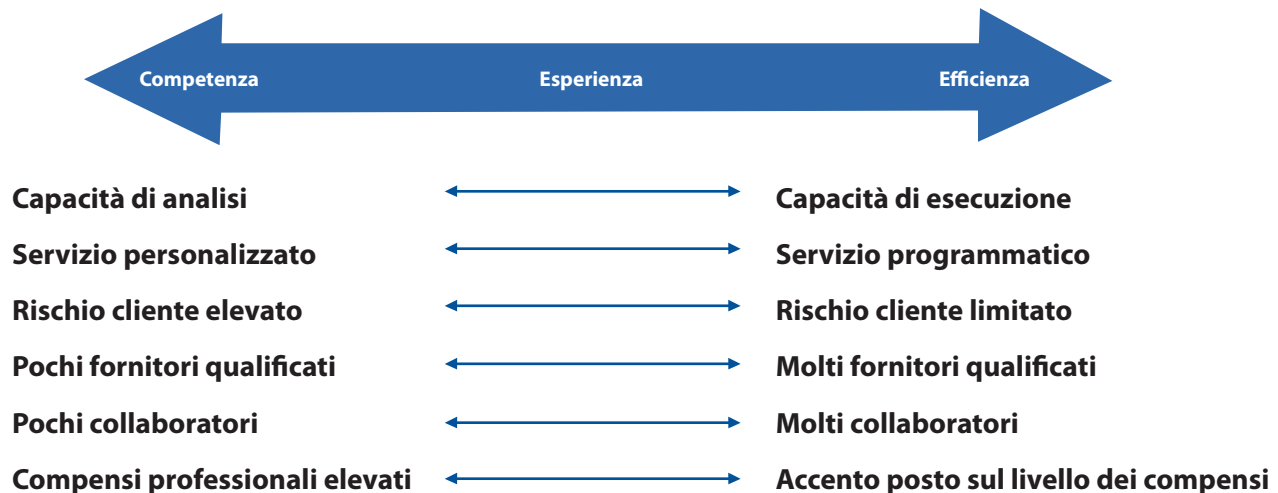 Competenza Esperienza Efficienza
Capacità di analisi Capacità di esecuzione
Servizio personalizzato Servizio programmatico
Rischio cliente elevato Rischio cliente limitato
Pochi fornitori qualificati Molti fornitori qualificati
Pochi collaboratori Molti collaboratori
Compensi professionali elevati Accento posto sul livello dei compensi